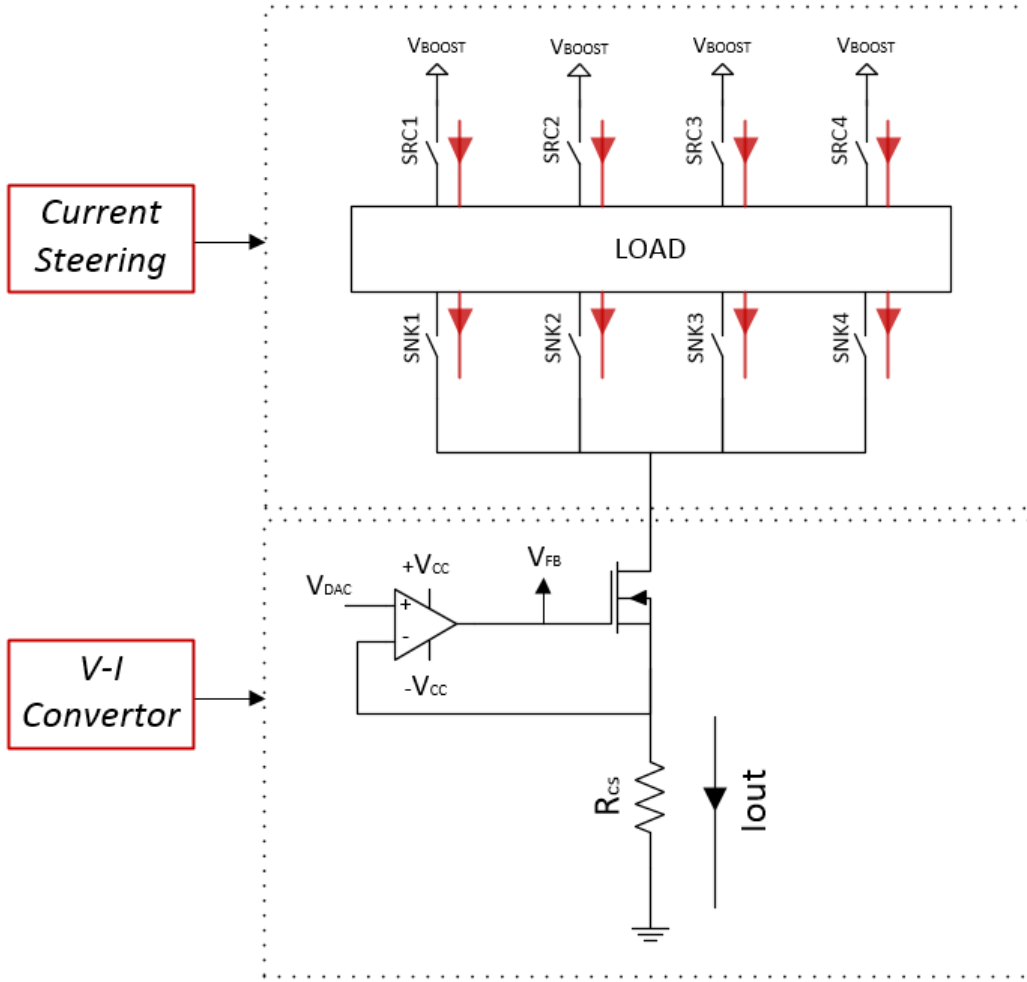 VBOOST VBOOST VBOOST VBOOST
SRC1 SRC2 SRC3 SRC4
Current
Steering
LOAD
SNK1 SNK2 SNK3 SNK4
+VCC
VFB
VDAC
+
-
-VCC
V-I
Convertor
Rcs
Iout